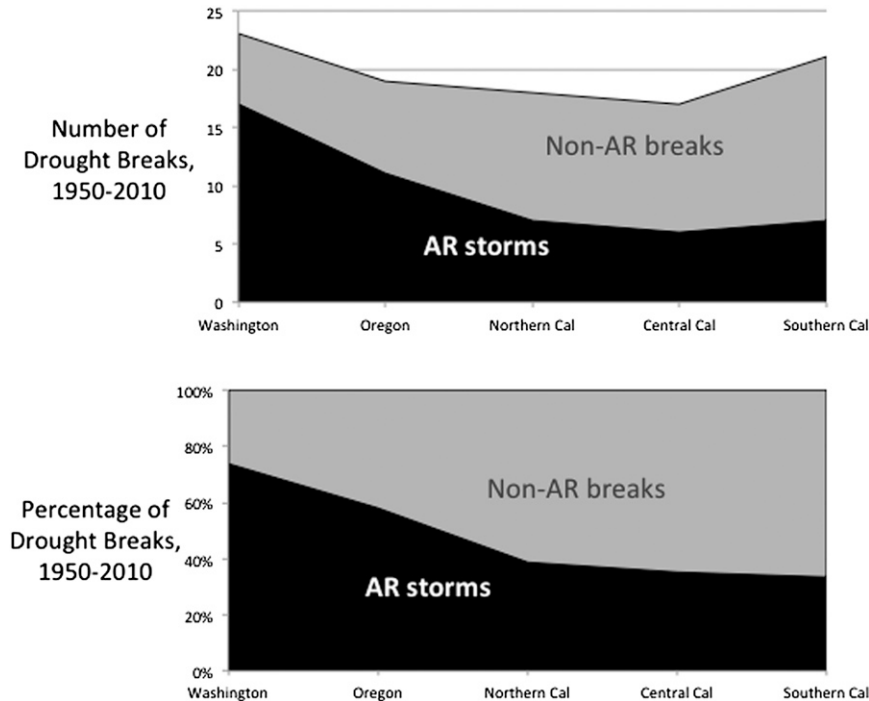 25
20
15
10
5
0
Number of
Drought Breaks,
1950-2010
Non-AR breaks
AR storms
Washington Oregon Northern Cal Central Cal Southern Cal
100%
80%
60%
40%
20%
0%
Percentage of
Drought Breaks,
1950-2010
Non-AR breaks
AR storms
Washington Oregon Northern Cal Central Cal Southern Cal